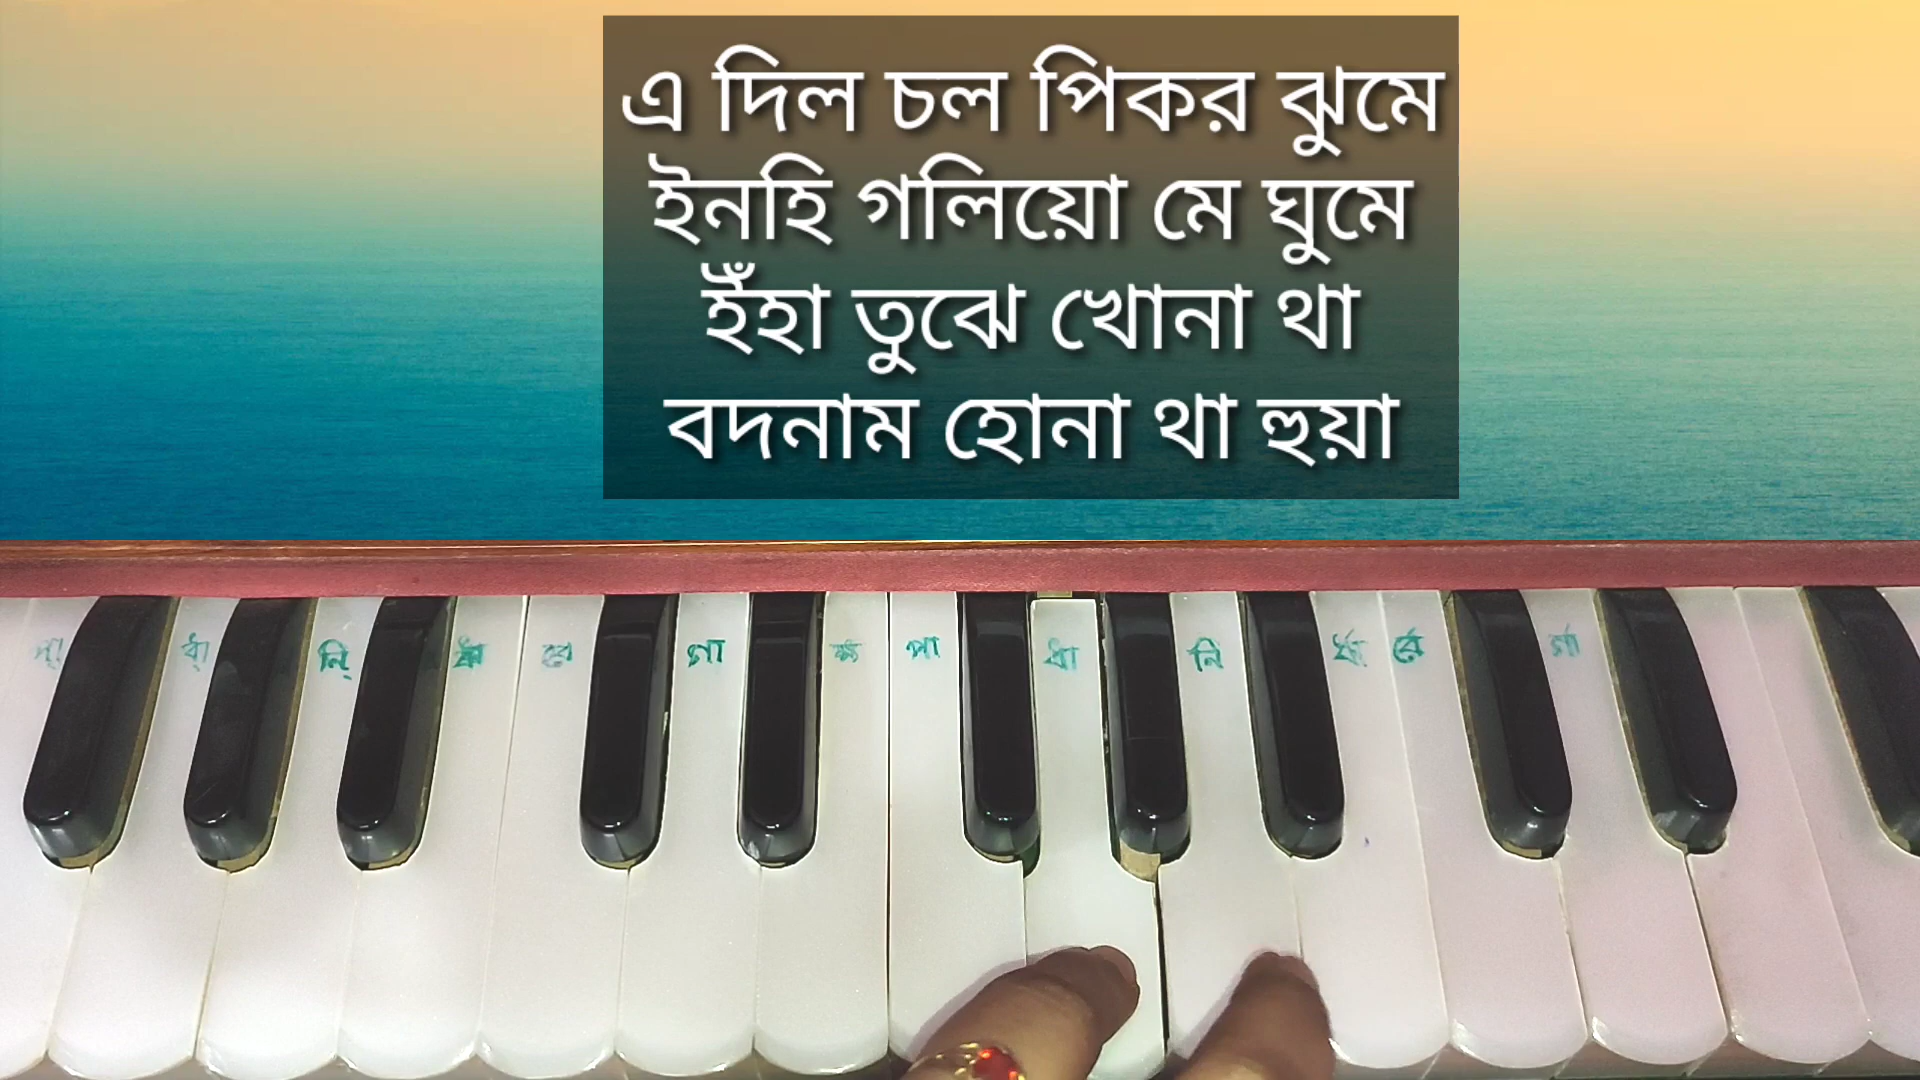 এ দিল চল পিকর ঝুমে
ইনহি গলিয়ো মে ঘুমে
ইঁহা তুঝে খোনা থা
বদনাম হোনা থা হুয়া
পা় ধা় নি় সা রে গা মা পা ধা নি র্সা র্রে র্গা